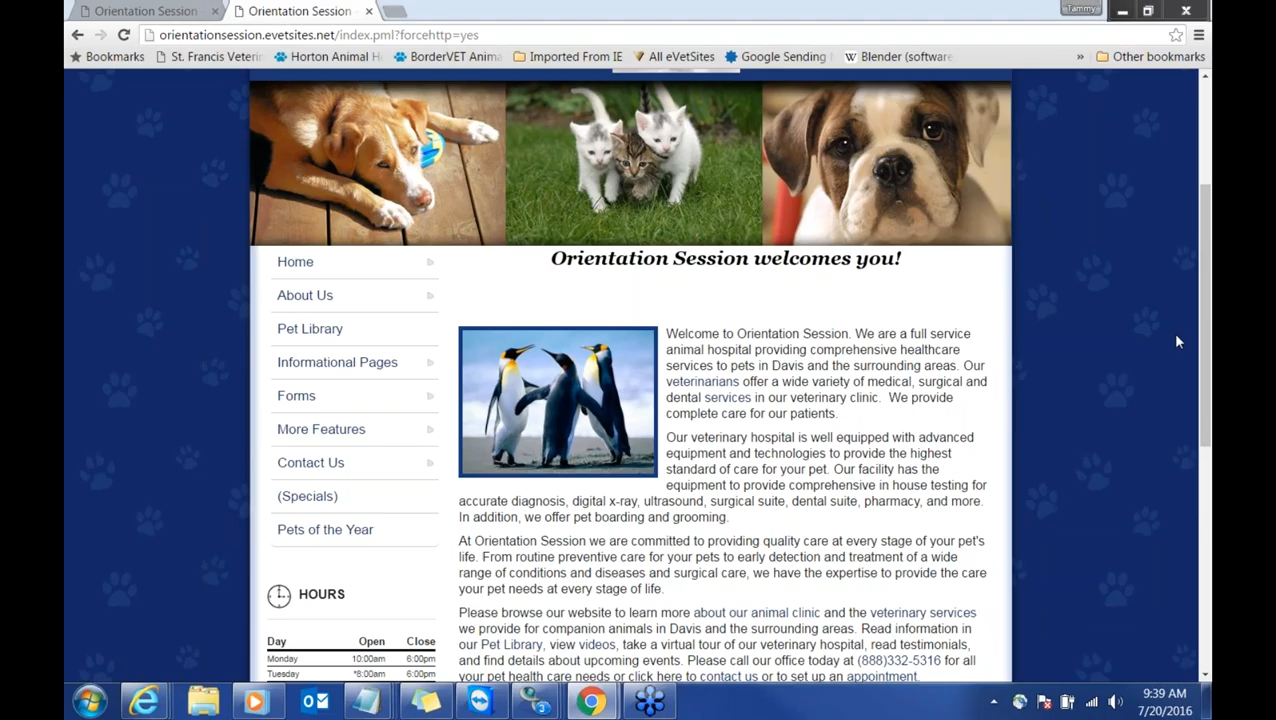 Orientation Session
Orientation Session
Tammy
orientationsession.evetsites.net/index.pml?forcehttp=yes
Bookmarks
St. Francis Veterin
Horton Animal H
BorderVET Anima
Imported From IE
All eVetSites
Google Sending
Blender (software
»
Other bookmarks
Orientation Session welcomes you!
Home
About Us
Pet Library
Informational Pages
Forms
More Features
Contact Us
(Specials)
Pets of the Year
HOURS
Day Open Close
Monday 10:00am 6:00pm
Tuesday *8:00am 6:00pm
Welcome to Orientation Session. We are a full service
animal hospital providing comprehensive healthcare
services to pets in Davis and the surrounding areas. Our
veterinarians offer a wide variety of medical, surgical and
dental services in our veterinary clinic. We provide
complete care for our patients.
Our veterinary hospital is well equipped with advanced
equipment and technologies to provide the highest
standard of care for your pet. Our facility has the
equipment to provide comprehensive in house testing for
accurate diagnosis, digital x-ray, ultrasound, surgical suite, dental suite, pharmacy, and more.
In addition, we offer pet boarding and grooming.
At Orientation Session we are committed to providing quality care at every stage of your pet's
life. From routine preventive care for your pets to early detection and treatment of a wide
range of conditions and diseases and surgical care, we have the expertise to provide the care
your pet needs at every stage of life.
Please browse our website to learn more about our animal clinic and the veterinary services
we provide for companion animals in Davis and the surrounding areas. Read information in
our Pet Library, view videos, take a virtual tour of our veterinary hospital, read testimonials,
and find details about upcoming events. Please call our office today at (888)332-5316 for all
your pet health care needs or click here to contact us or to set up an appointment.
9:39 AM
7/20/2016